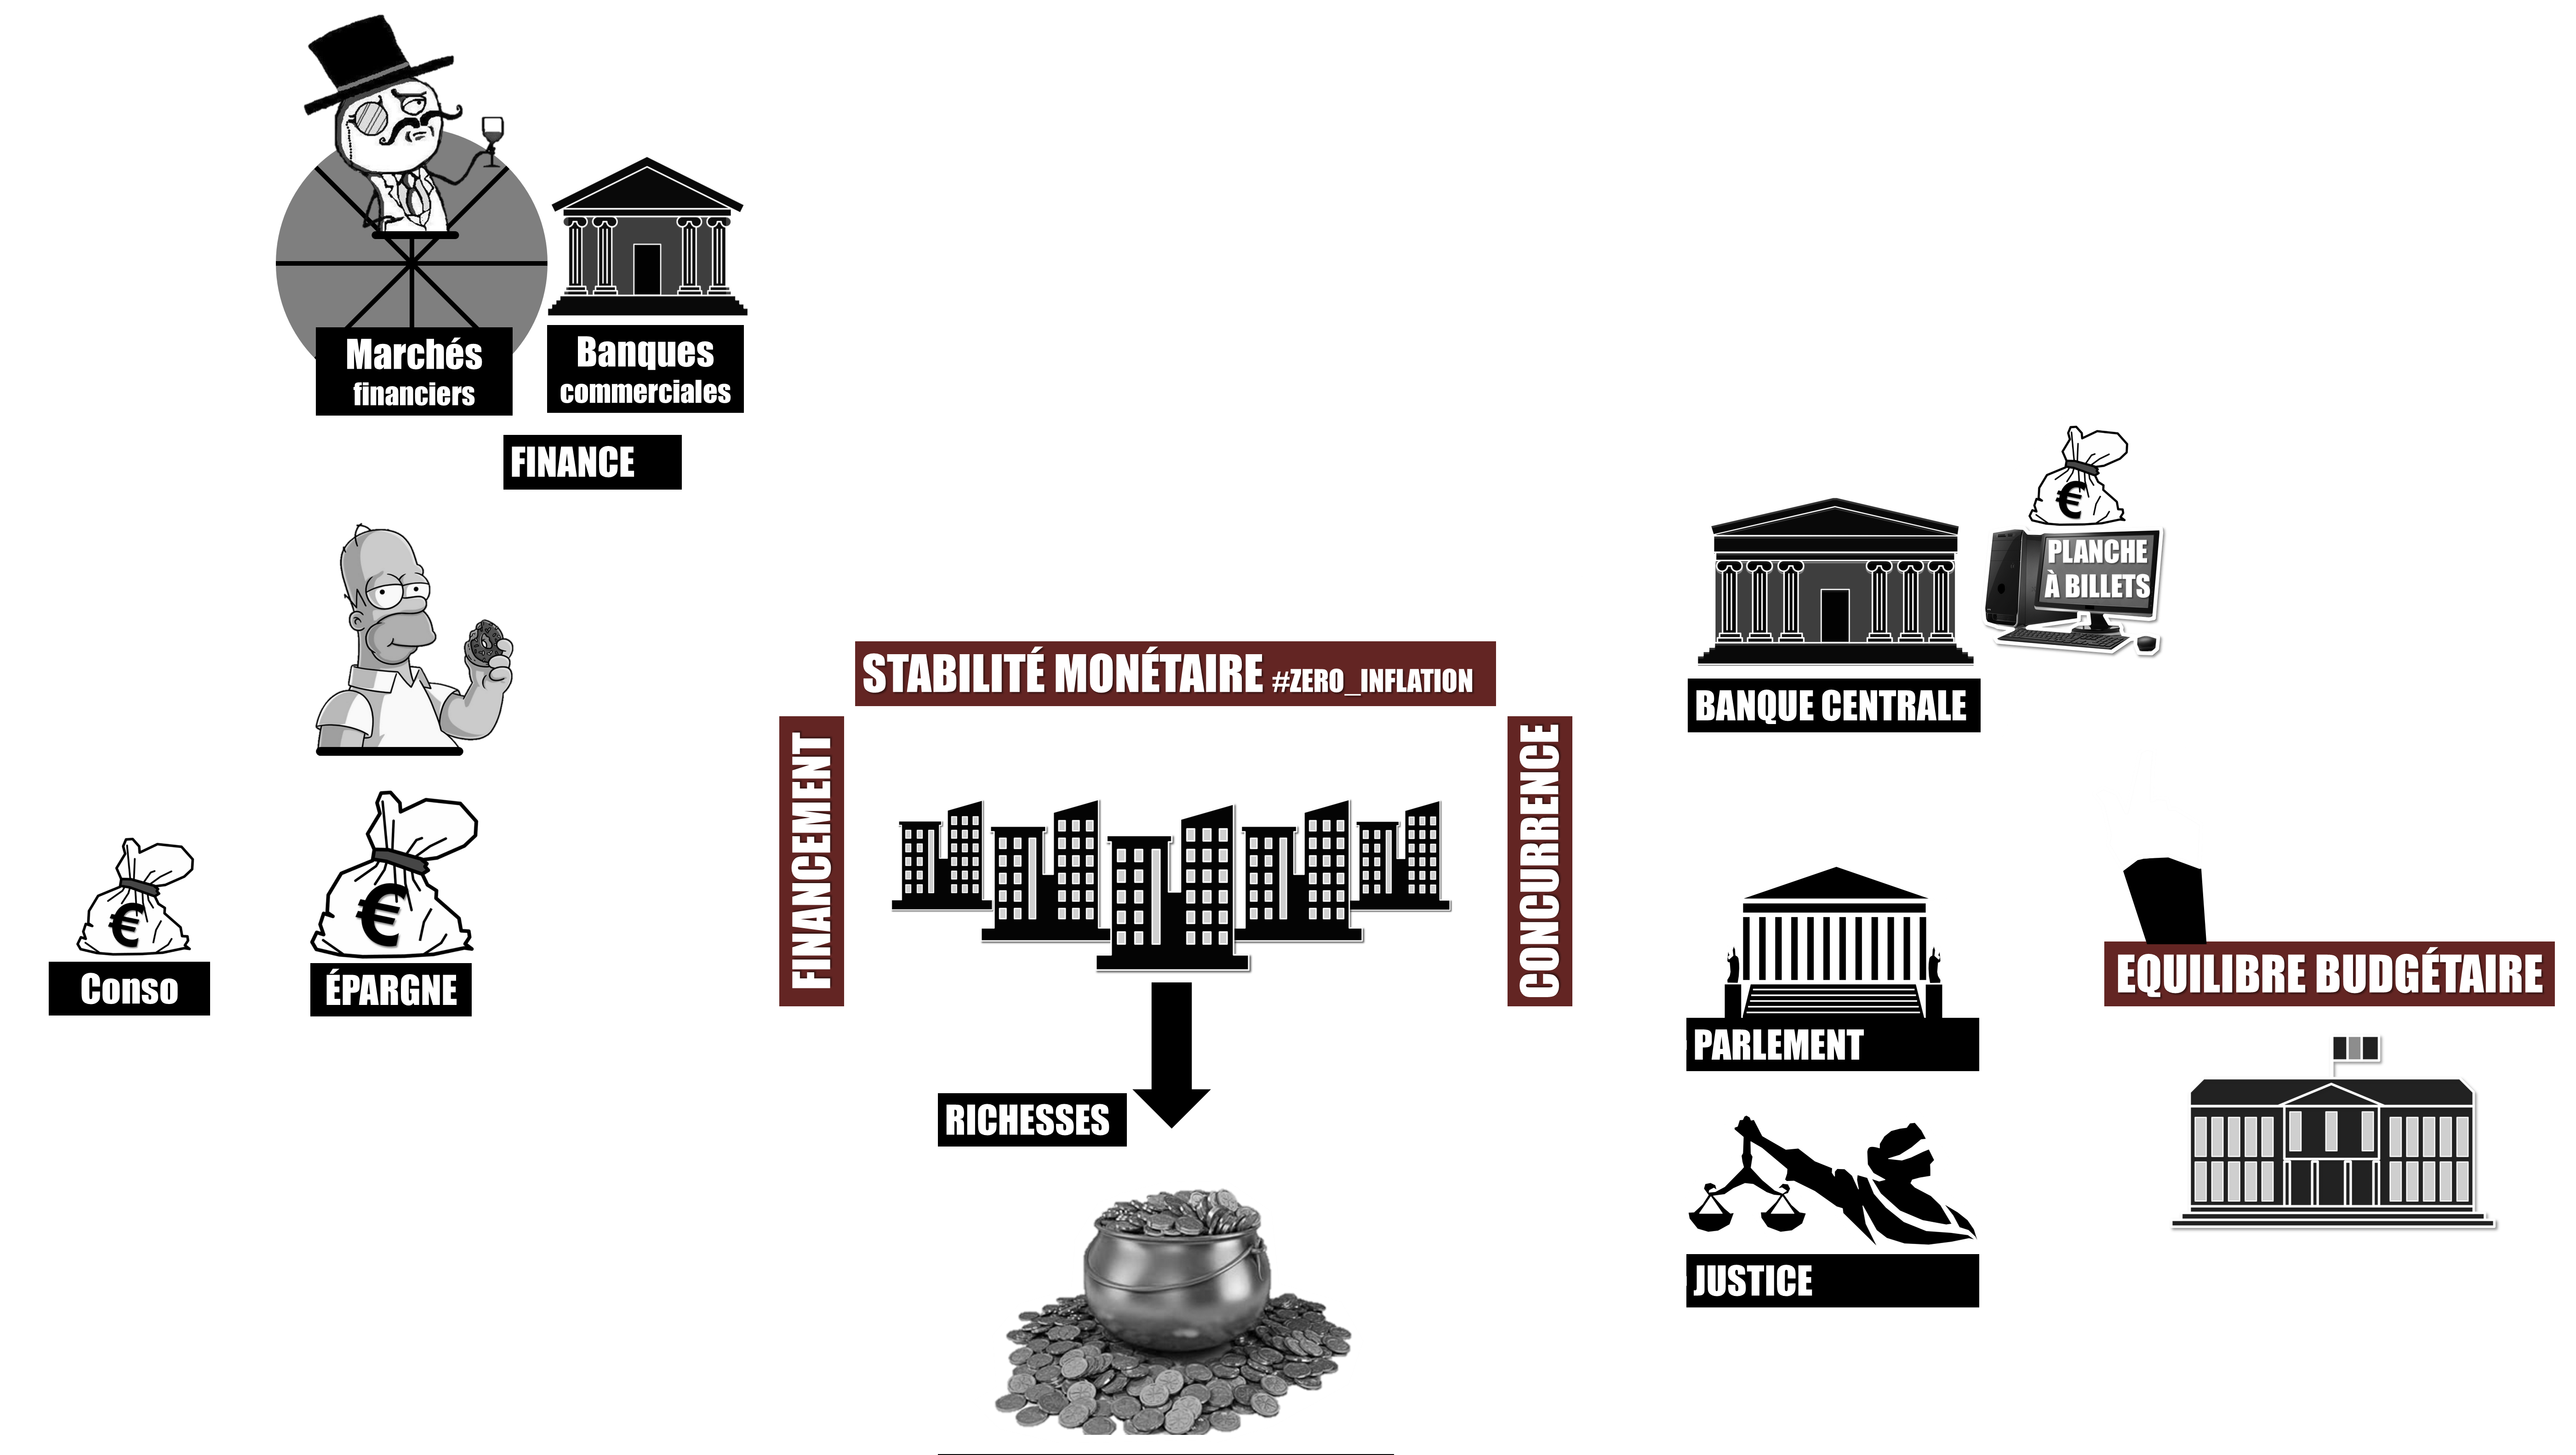 Marchés
financiers
Banques
commerciales
FINANCE
€
PLANCHE
À BILLETS
BANQUE CENTRALE
STABILITÉ MONÉTAIRE #ZERO_INFLATION
FINANCEMENT
CONCURRENCE
€
Conso
€
ÉPARGNE
RICHESSES
PARLEMENT
EQUILIBRE BUDGÉTAIRE
JUSTICE